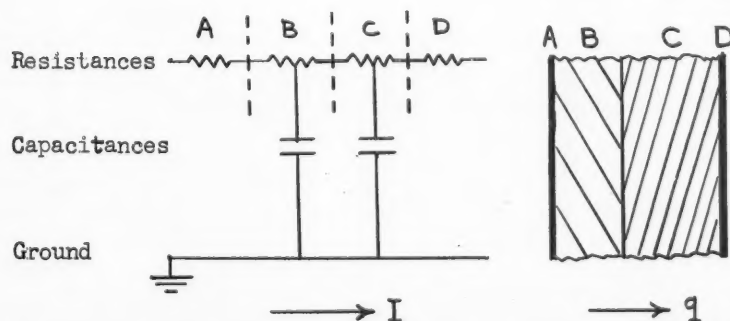 A B C D
Resistances
Capacitances
Ground
I
A B C D
q